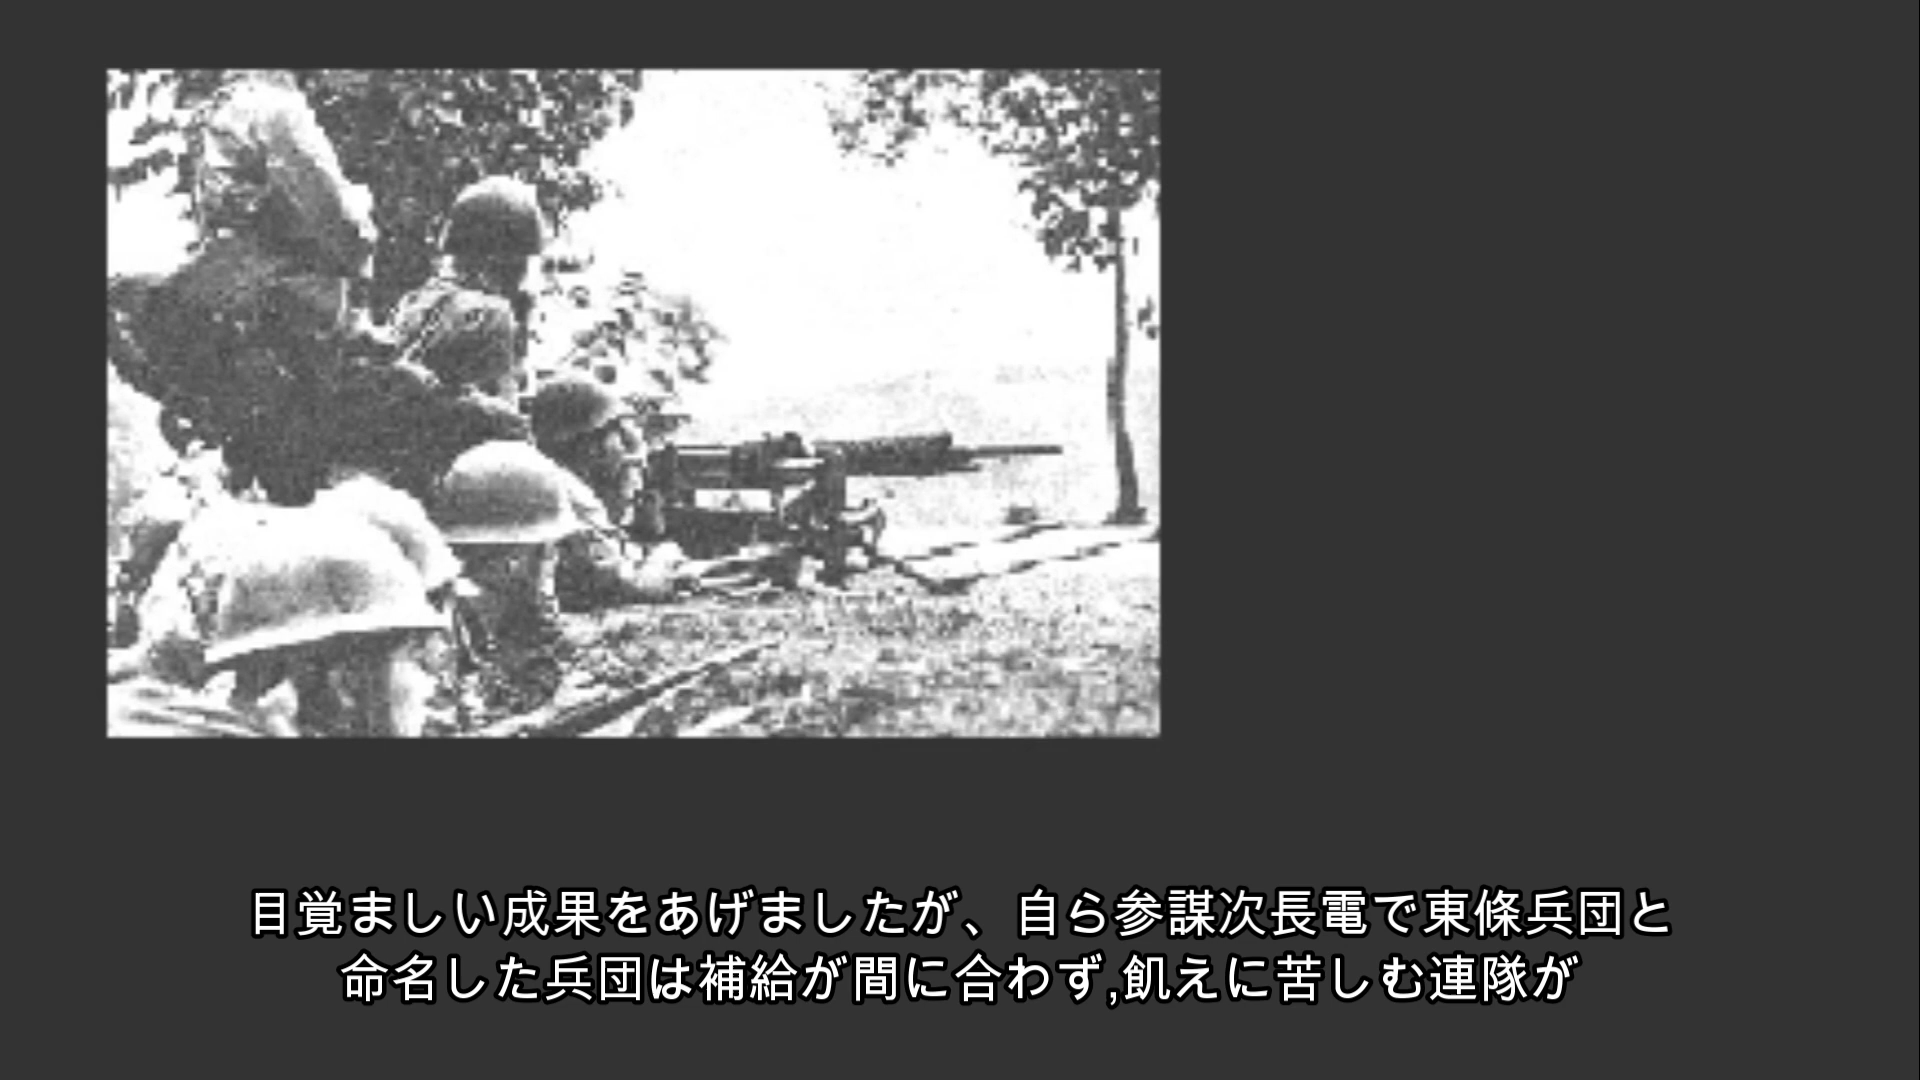 目覚ましい成果をあげましたが、自ら参謀次長電で東條兵団と
命名した兵団は補給が間に合わず,飢えに苦しむ連隊が